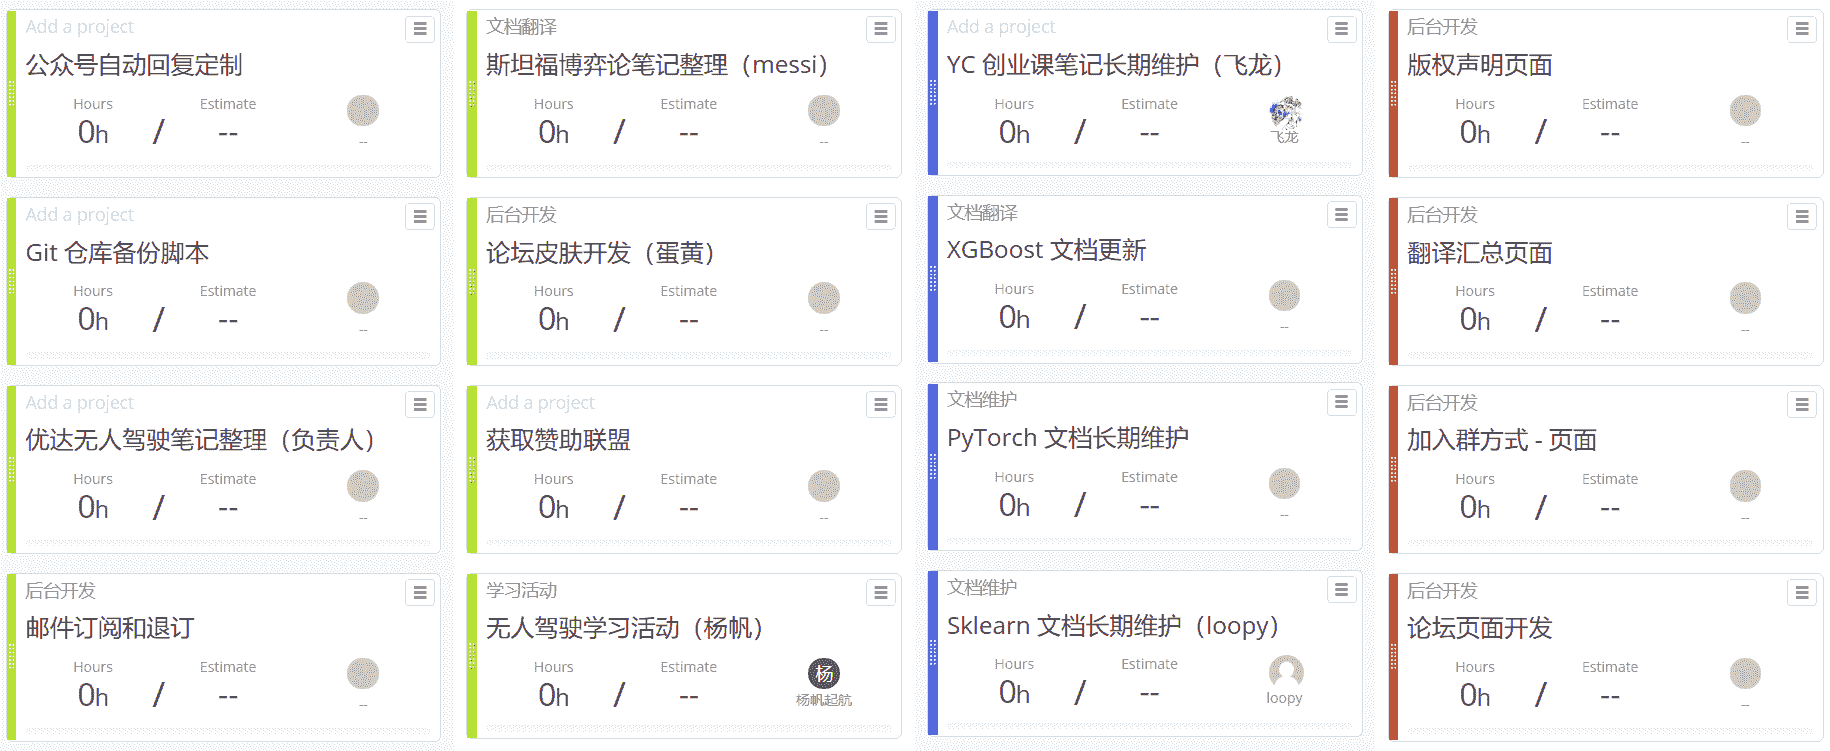 Add a project
公众号自动回复定制
Hours Estimate
0h / --
--
Add a project
Git 仓库备份脚本
Hours Estimate
0h / --
--
Add a project
优达无人驾驶笔记整理（负责人）
Hours Estimate
0h / --
--
后台开发
邮件订阅和退订
Hours Estimate
0h / --
--
文档翻译
斯坦福博弈论笔记整理（messi）
Hours Estimate
0h / --
--
后台开发
论坛皮肤开发（蛋黄）
Hours Estimate
0h / --
--
Add a project
获取赞助联盟
Hours Estimate
0h / --
--
学习活动
无人驾驶学习活动（杨帆）
Hours Estimate
杨
0h / --
杨帆起航
Add a project
YC 创业课笔记长期维护（飞龙）
Hours Estimate
0h / --
飞龙
文档翻译
XGBoost 文档更新
Hours Estimate
0h / --
--
文档维护
PyTorch 文档长期维护
Hours Estimate
0h / --
--
文档维护
Sklearn 文档长期维护（loopy）
Hours Estimate
0h / --
loopy
后台开发
版权声明页面
Hours Estimate
0h / --
--
后台开发
翻译汇总页面
Hours Estimate
0h / --
--
后台开发
加入群方式 - 页面
Hours Estimate
0h / --
--
后台开发
论坛页面开发
Hours Estimate
0h / --
--